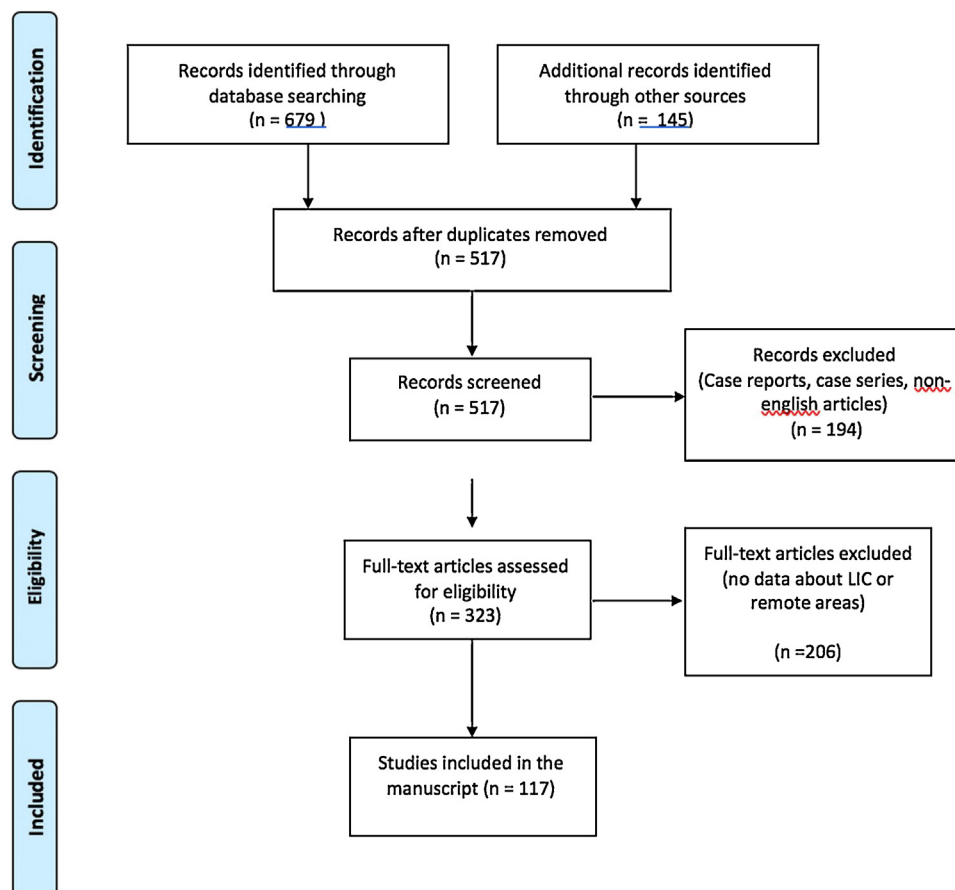 Identification
Records identified through
database searching
(n = 679 )
Additional records identified
through other sources
(n = 145)
Records after duplicates removed
(n = 517)
Screening
Records screened
(n = 517)
Records excluded
(Case reports, case series, non-
english articles)
(n = 194)
Eligibility
Full-text articles assessed
for eligibility
(n = 323)
Full-text articles excluded
(no data about LIC or
remote areas)
(n =206)
Included
Studies included in the
manuscript (n = 117)